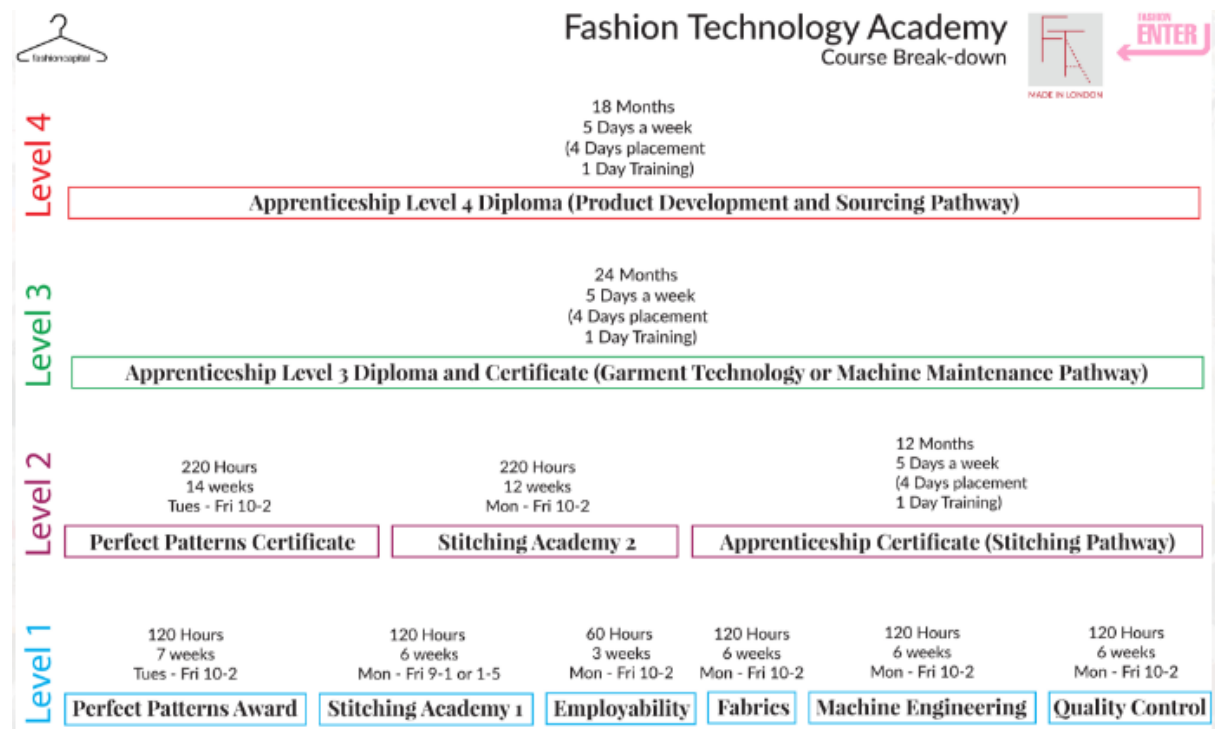 fashioncapital
Fashion Technology Academy
Course Break-down
FTA
MADE IN LONDON
FASHION
ENTER
Level 4
18 Months
5 Days a week
(4 Days placement
1 Day Training)
Apprenticeship Level 4 Diploma (Product Development and Sourcing Pathway)
Level 3
24 Months
5 Days a week
(4 Days placement
1 Day Training)
Apprenticeship Level 3 Diploma and Certificate (Garment Technology or Machine Maintenance Pathway)
Level 2
220 Hours
14 weeks
Tues - Fri 10-2
Perfect Patterns Certificate
220 Hours
12 weeks
Mon - Fri 10-2
Stitching Academy 2
12 Months
5 Days a week
(4 Days placement
1 Day Training)
Apprenticeship Certificate (Stitching Pathway)
Level 1
120 Hours
7 weeks
Tues - Fri 10-2
Perfect Patterns Award
120 Hours
6 weeks
Mon - Fri 9-1 or 1-5
Stitching Academy 1
60 Hours
3 weeks
Mon - Fri 10-2
Employability
120 Hours
6 weeks
Mon - Fri 10-2
Fabrics
120 Hours
6 weeks
Mon - Fri 10-2
Machine Engineering
120 Hours
6 weeks
Mon - Fri 10-2
Quality Control